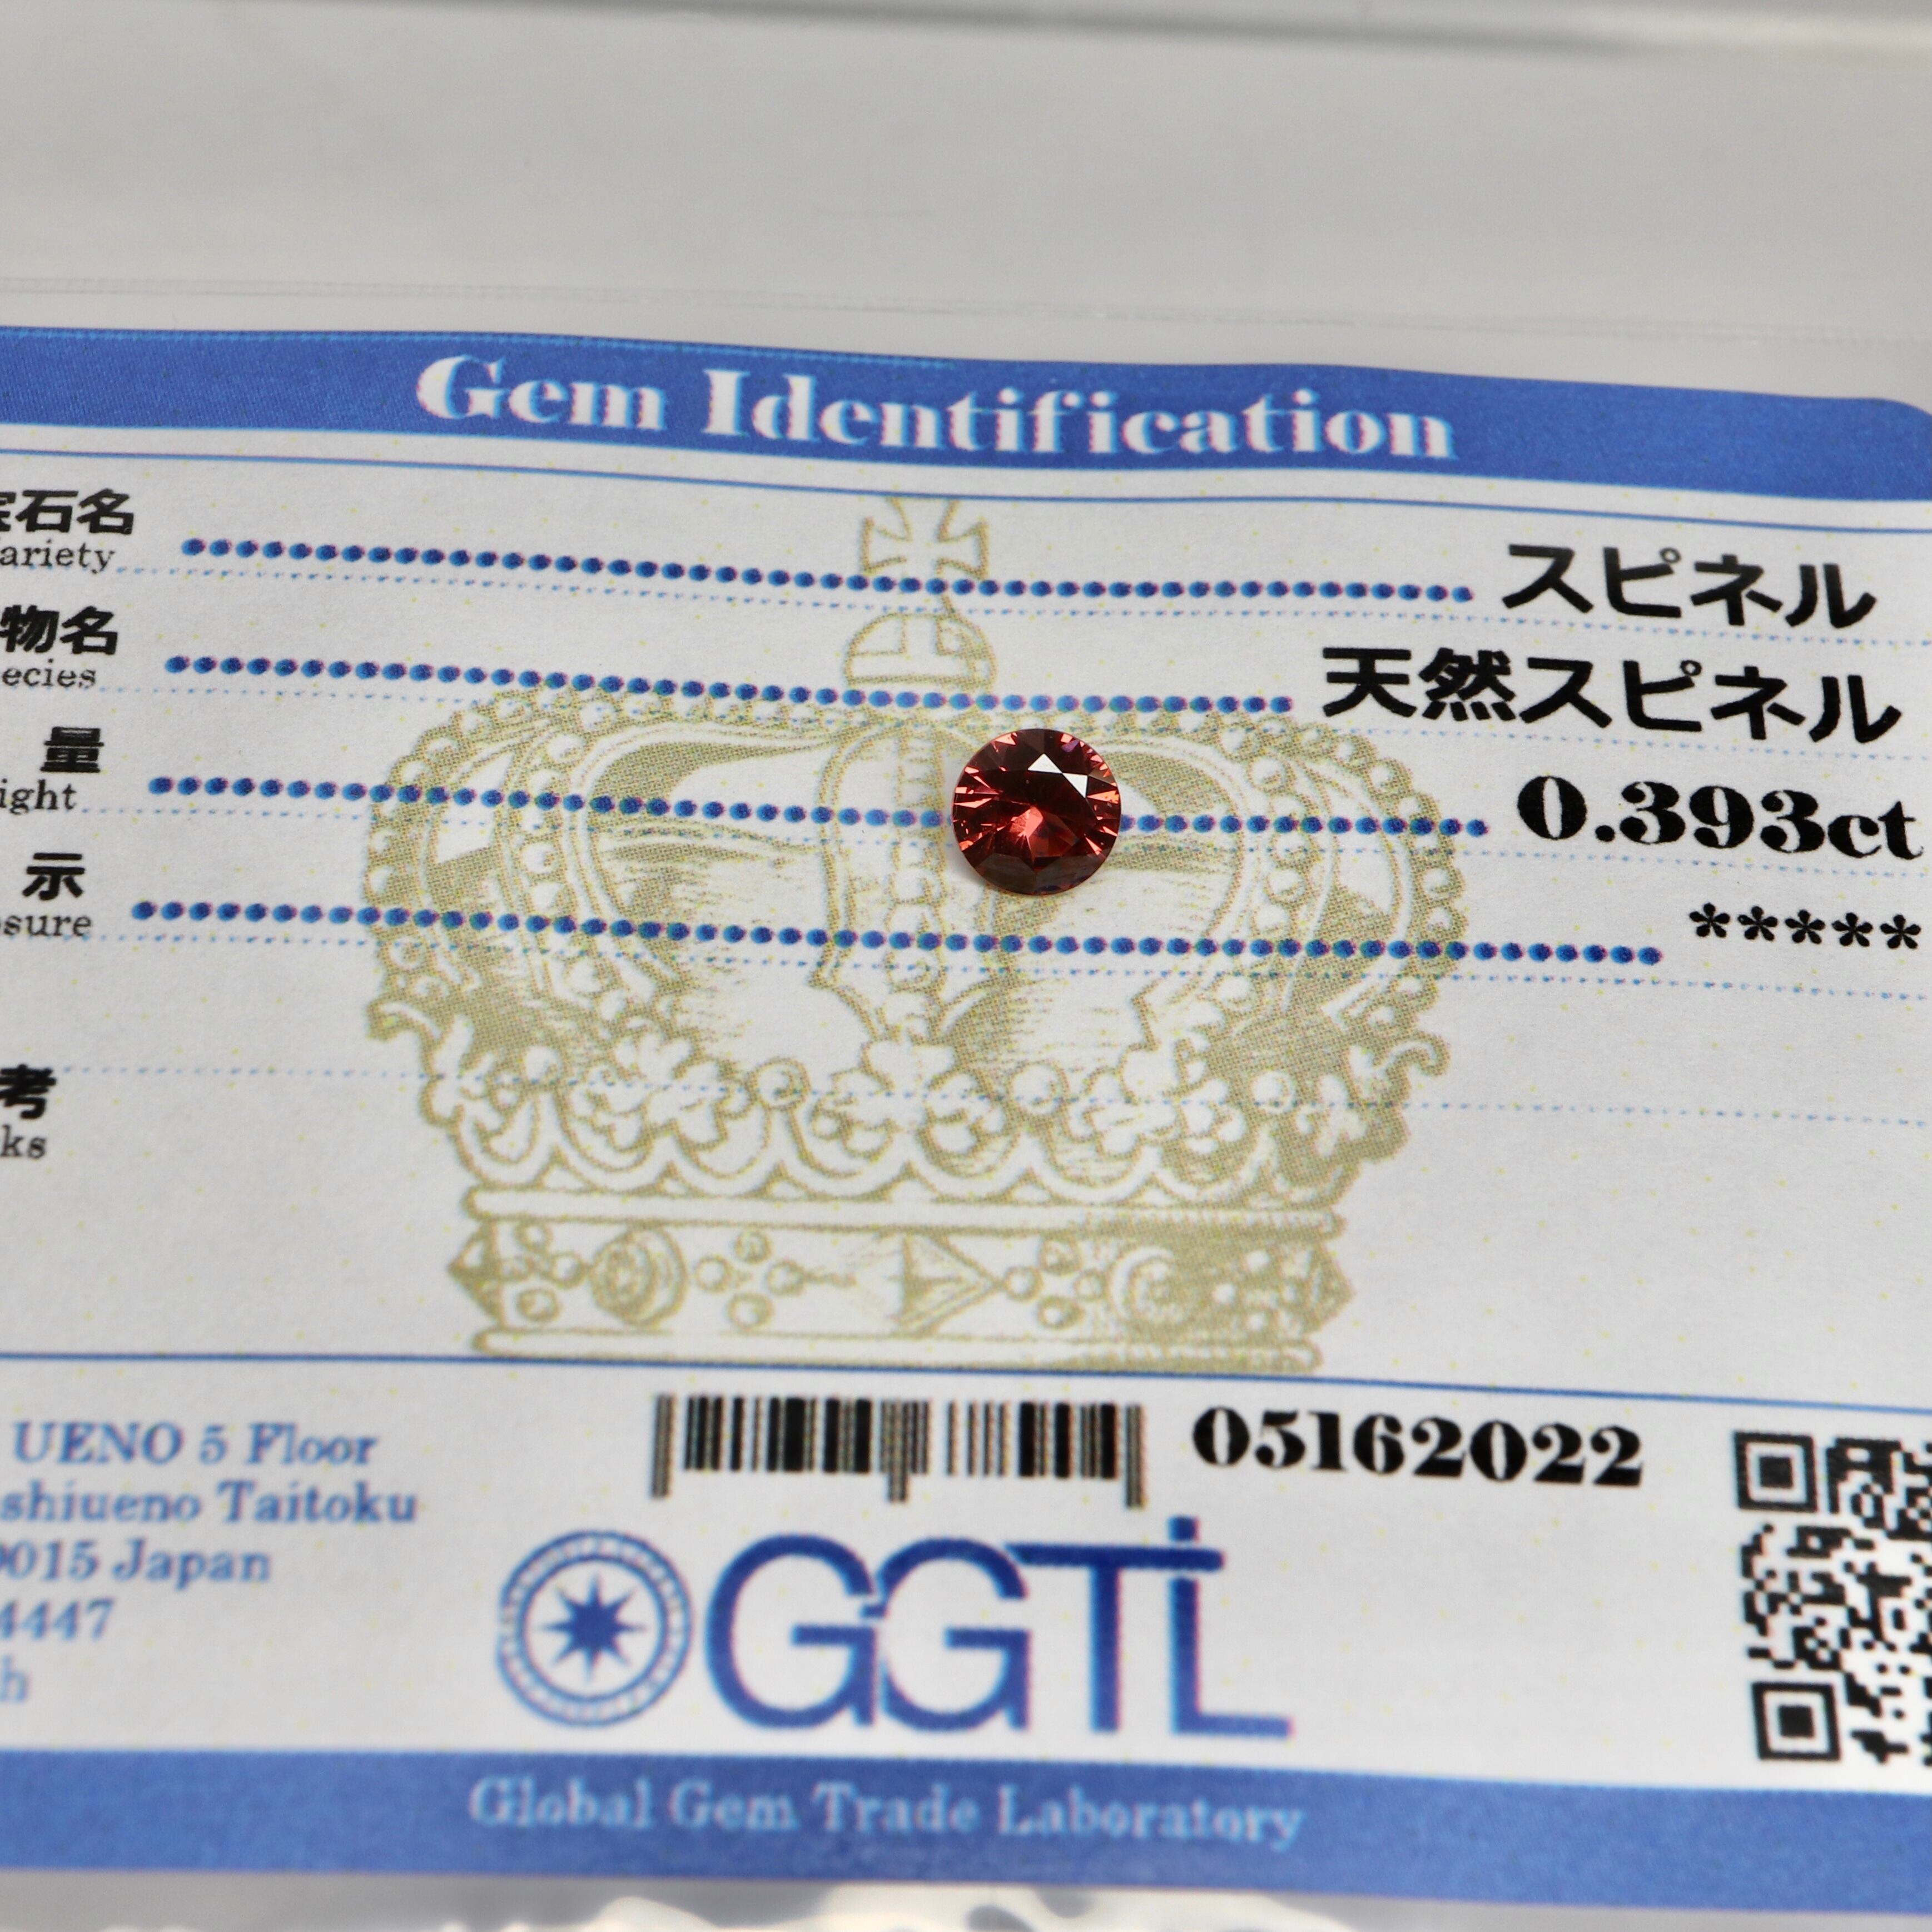 Gem Identification
宝石名
ariety
スピネル
物名
ecies
天然スピネル
量
ight
0.393ct
示
sure
*****
考
ks
UENO 5 Floor
shiueno Taitoku
0015 Japan
4447
h
05162022
GGTL
Global Gem Trade Laboratory